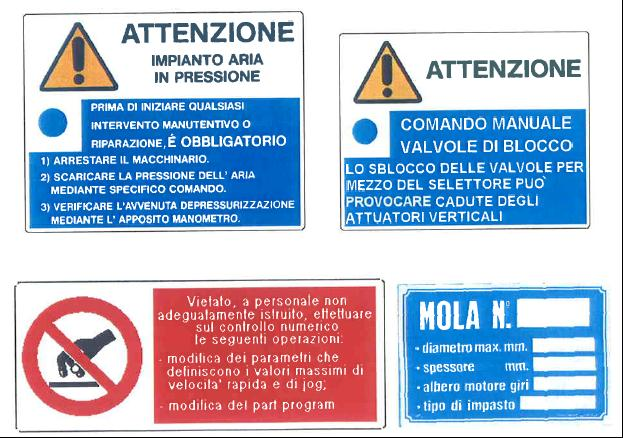 ATTENZIONE
IMPIANTO ARIA
IN PRESSIONE
PRIMA DI INIZIARE QUALSIASI
INTERVENTO MANUTENTIVO O
RIPARAZIONE, É OBBLIGATORIO
1) ARRESTARE IL MACCHINARIO.
2) SCARICARE LA PRESSIONE DELL' ARIA
MEDIANTE SPECIFICO COMANDO.
3) VERIFICARE L'AVVENUTA DEPRESSURIZZAZIONE
MEDIANTE L' APPOSITO MANOMETRO.
ATTENZIONE
COMANDO MANUALE
VALVOLE DI BLOCCO
LO SBLOCCO DELLE VALVOLE PER
MEZZO DEL SELETTORE PUO'
PROVOCARE CADUTE DEGLI
ATTUATORI VERTICALI
Vietato, a personale non
adeguatamente istruito, effettuare
sul controllo numerico
le seguenti operazioni:
- modifica dei parametri che
definiscono i valori massimi di
velocita' rapida e di jog;
- modifica del part program
MOLA N.º
• diametro max. mm.
• spessore mm.
• albero motore giri
• tipo di impasto